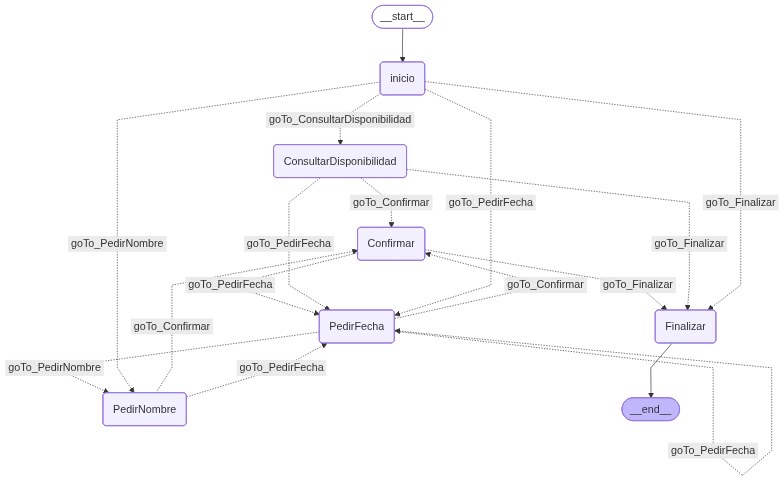 __start__
inicio
goTo_ConsultarDisponibilidad
ConsultarDisponibilidad
goTo_Confirmar
goTo_PedirFecha
goTo_Finalizar
goTo_PedirNombre
goTo_PedirFecha
Confirmar
goTo_Finalizar
goTo_PedirFecha
goTo_Confirmar
goTo_Finalizar
goTo_Confirmar
PedirFecha
Finalizar
goTo_PedirNombre
goTo_PedirFecha
PedirNombre
__end__
goTo_PedirFecha